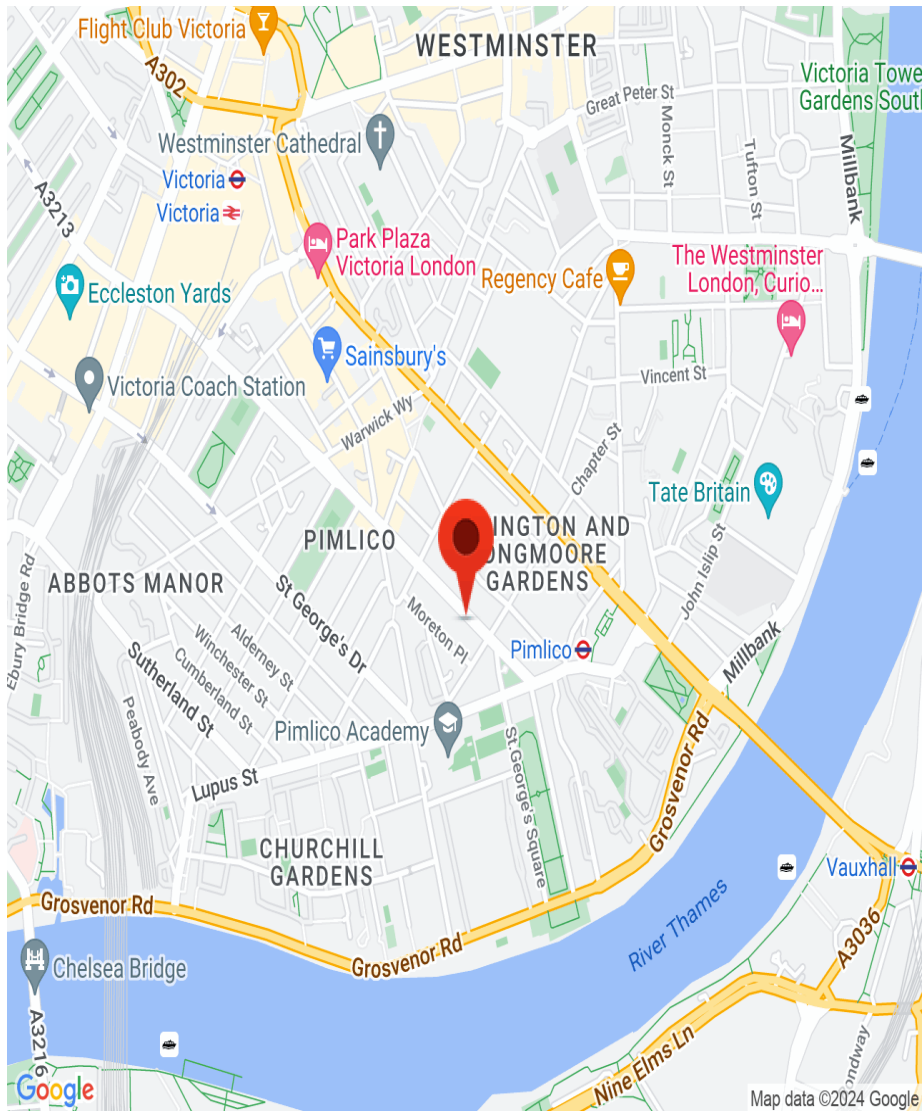 Flight Club Victoria
WESTMINSTER
A302
Victoria Towe
Gardens South
Great Peter St
Westminster Cathedral
Monck St
Tufton St
Millbank
Victoria
A3213
Victoria
Park Plaza
Victoria London
The Westminster
London, Curio...
Regency Cafe
Eccleston Yards
Sainsbury's
Vincent St
Victoria Coach Station
Warwick Wy
Chapter St
Tate Britain
PIMLICO
INGTON AND
ONGMOORE
GARDENS
ABBOTS MANOR
John Islip St
St George's Dr
Moreton Pl
Ebury Bridge Rd
Alderney St
Winchester St
Cumberland St
Sutherland St
Pimlico
Millbank
Peabody Ave
Pimlico Academy
St.George's Square
Grosvenor Rd
Lupus St
CHURCHILL
GARDENS
Vauxhall
Grosvenor Rd
River Thames
A3036
Grosvenor Rd
Chelsea Bridge
A3216
Nine Elms Ln
ondway
Google
Map data ©2024 Google